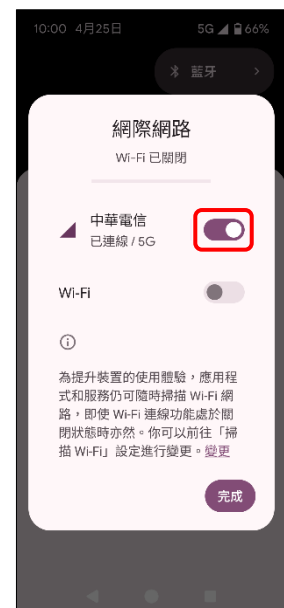 10:00 4月25日 5G 66%
藍牙
網際網路
Wi-Fi 已關閉
中華電信
已連線 / 5G
Wi-Fi
為提升裝置的使用體驗，應用程
式和服務仍可隨時掃描 Wi-Fi 網
路，即使 Wi-Fi 連線功能處於關
閉狀態時亦然。你可以前往「掃
描 Wi-Fi」設定進行變更。變更
完成